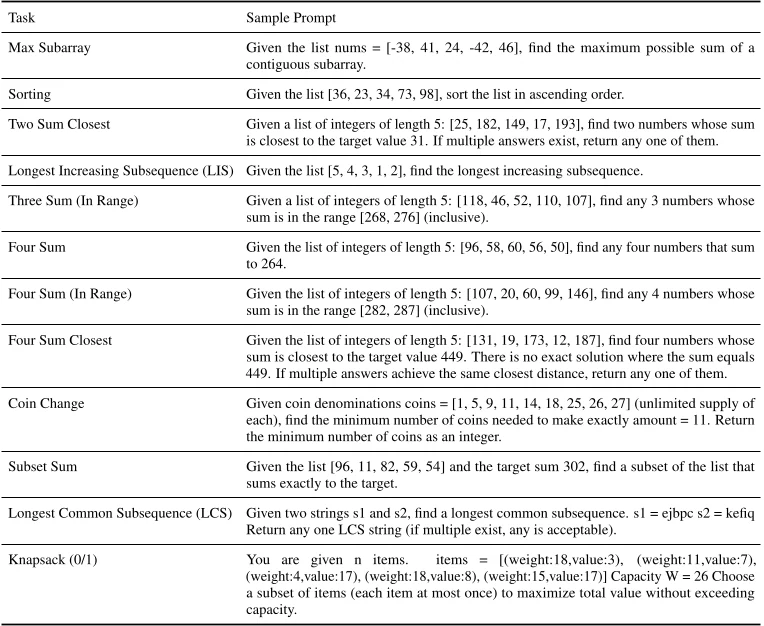 Task Sample Prompt
Max Subarray Given the list nums = [-38, 41, 24, -42, 46], find the maximum possible sum of a
contiguous subarray.
Sorting Given the list [36, 23, 34, 73, 98], sort the list in ascending order.
Two Sum Closest Given a list of integers of length 5: [25, 182, 149, 17, 193], find two numbers whose sum
is closest to the target value 31. If multiple answers exist, return any one of them.
Longest Increasing Subsequence (LIS) Given the list [5, 4, 3, 1, 2], find the longest increasing subsequence.
Three Sum (In Range) Given a list of integers of length 5: [118, 46, 52, 110, 107], find any 3 numbers whose
sum is in the range [268, 276] (inclusive).
Four Sum Given the list of integers of length 5: [96, 58, 60, 56, 50], find any four numbers that sum
to 264.
Four Sum (In Range) Given the list of integers of length 5: [107, 20, 60, 99, 146], find any 4 numbers whose
sum is in the range [282, 287] (inclusive).
Four Sum Closest Given the list of integers of length 5: [131, 19, 173, 12, 187], find four numbers whose
sum is closest to the target value 449. There is no exact solution where the sum equals
449. If multiple answers achieve the same closest distance, return any one of them.
Coin Change Given coin denominations coins = [1, 5, 9, 11, 14, 18, 25, 26, 27] (unlimited supply of
each), find the minimum number of coins needed to make exactly amount = 11. Return
the minimum number of coins as an integer.
Subset Sum Given the list [96, 11, 82, 59, 54] and the target sum 302, find a subset of the list that
sums exactly to the target.
Longest Common Subsequence (LCS) Given two strings s1 and s2, find a longest common subsequence. s1 = ejbpc s2 = kefiq
Return any one LCS string (if multiple exist, any is acceptable).
Knapsack (0/1) You are given n items. items = [(weight:18,value:3), (weight:11,value:7),
(weight:4,value:17), (weight:18,value:8), (weight:15,value:17)] Capacity W = 26 Choose
a subset of items (each item at most once) to maximize total value without exceeding
capacity.